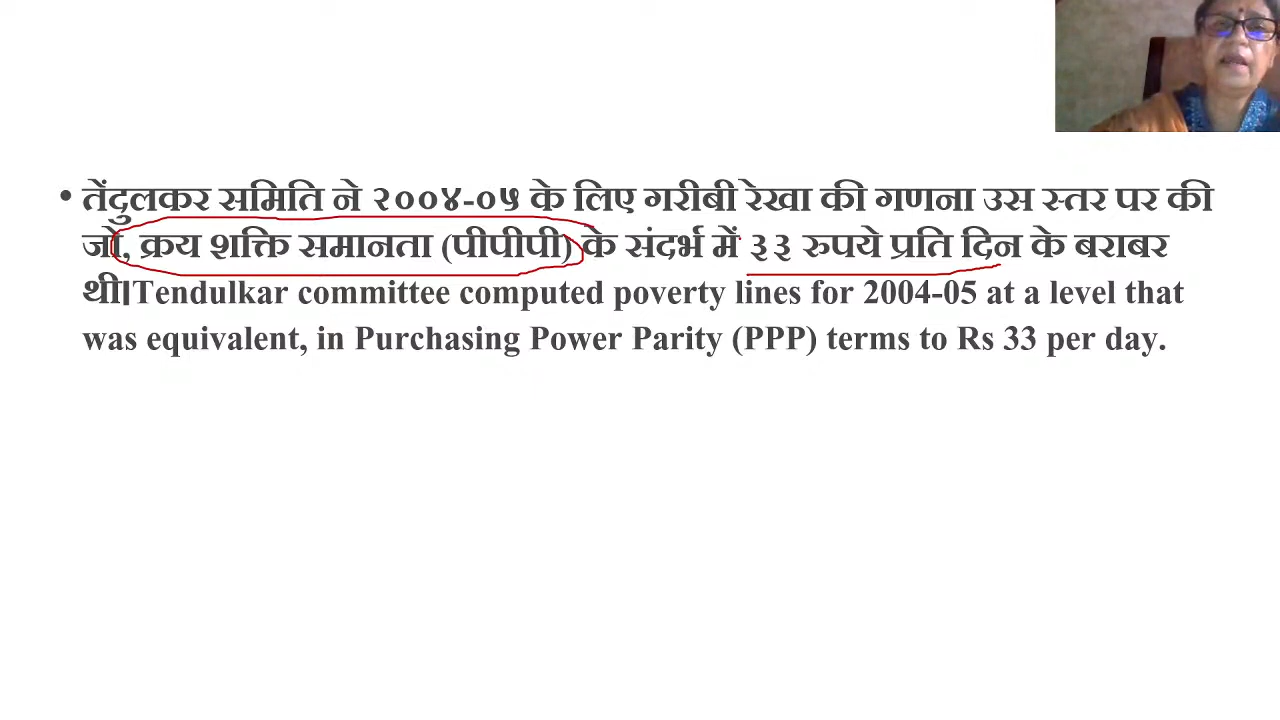 • तेंदुलकर समिति ने २००४-०५ के लिए गरीबी रेखा की गणना उस स्तर पर की
जो, क्रय शक्ति समानता (पीपीपी) के संदर्भ में ३३ रुपये प्रति दिन के बराबर
थी।Tendulkar committee computed poverty lines for 2004-05 at a level that
was equivalent, in Purchasing Power Parity (PPP) terms to Rs 33 per day.